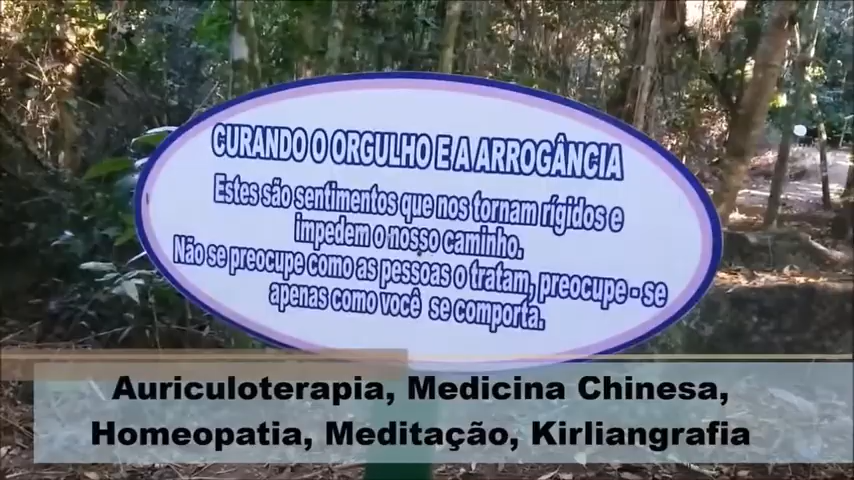 CURANDO O ORGULHO E A ARROGÂNCIA
Estes são sentimentos que nos tornam rígidos e
impedem o nosso caminho.
Não se preocupe como as pessoas o tratam, preocupe - se
apenas como você se comporta.
Auriculoterapia, Medicina Chinesa,
Homeopatia, Meditação, Kirliangrafia